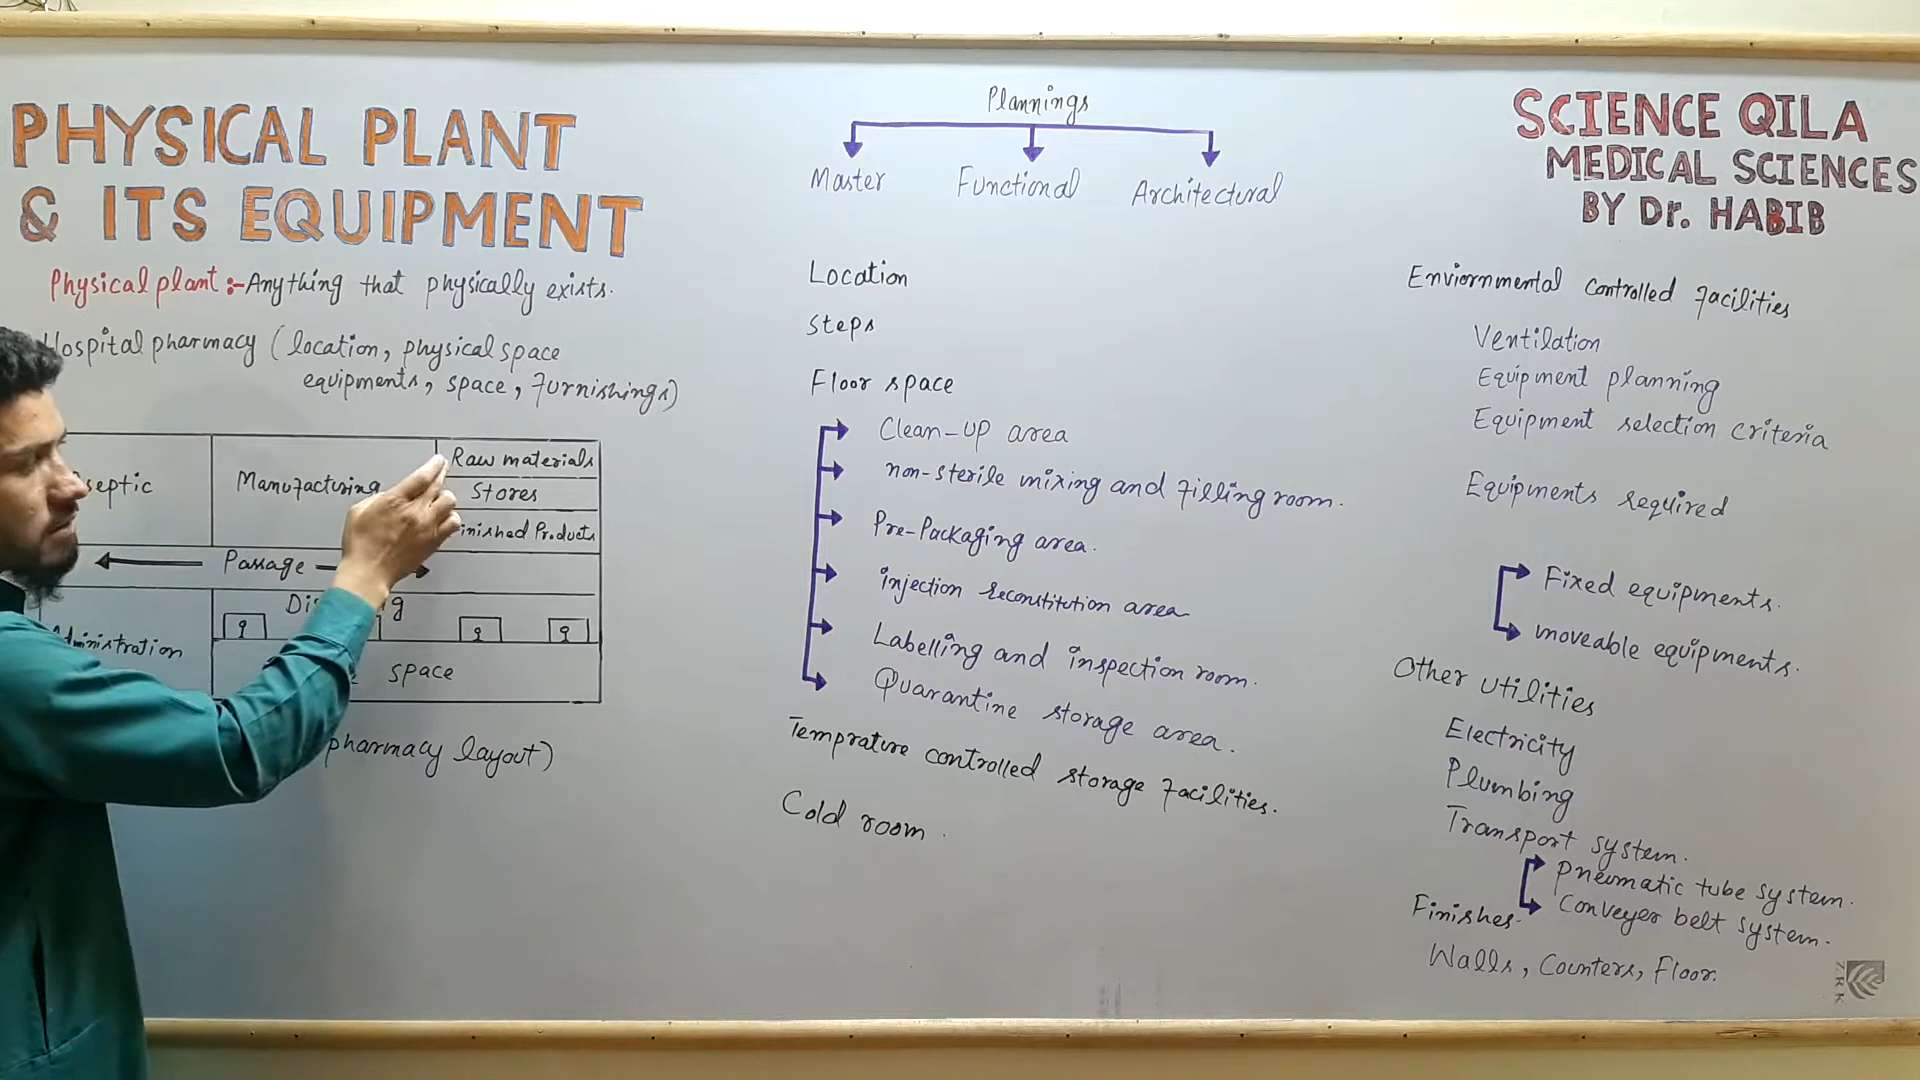 PHYSICAL PLANT
& ITS EQUIPMENT
Physical plant :- Anything that physically exists.
Hospital pharmacy (location, physical space
equipments, space, furnishings)
Manufacturing
Raw materials
Stores
Products
Passage
q
q
q
space
pharmacy layout)
Plannings
Master Functional Architectural
Location
Steps
Floor space
Clean-up area
non-sterile mixing and filling room.
Pre-Packaging area.
injection reconstitution area
Labelling and inspection room.
Quarantine storage area.
Temprature controlled storage facilities.
Cold room.
SCIENCE QILA
MEDICAL SCIENCES
BY Dr. HABIB
Enviornmental controlled facilities
Ventilation
Equipment planning
Equipment selection criteria
Equipments required
Fixed equipments.
moveable equipments.
Other utilities
Electricity
Plumbing
Transport system.
Pneumatic tube system.
Conveyer belt system.
Finishes.
Walls, Counters, Floor.
ZRK